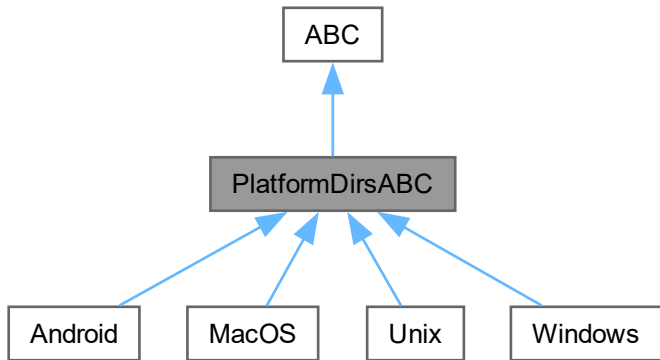 ABC
PlatformDirsABC
Android
MacOS
Unix
Windows